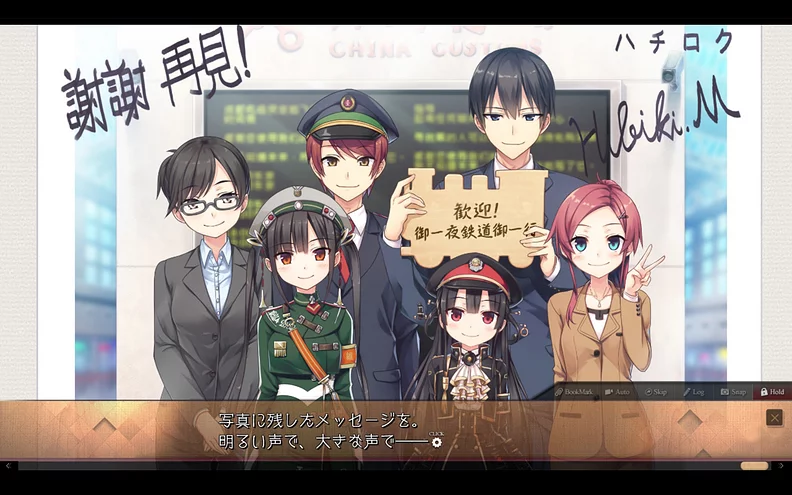 CHINA CUSTOMS
謝謝 再見!
ハチロク
Hibiki.M
歓迎!
御一夜鉄道御一行
BookMark Auto Skip Log Snap Hold
写真に残したメッセージを。
明るい声で、大きな声で――
CLICK